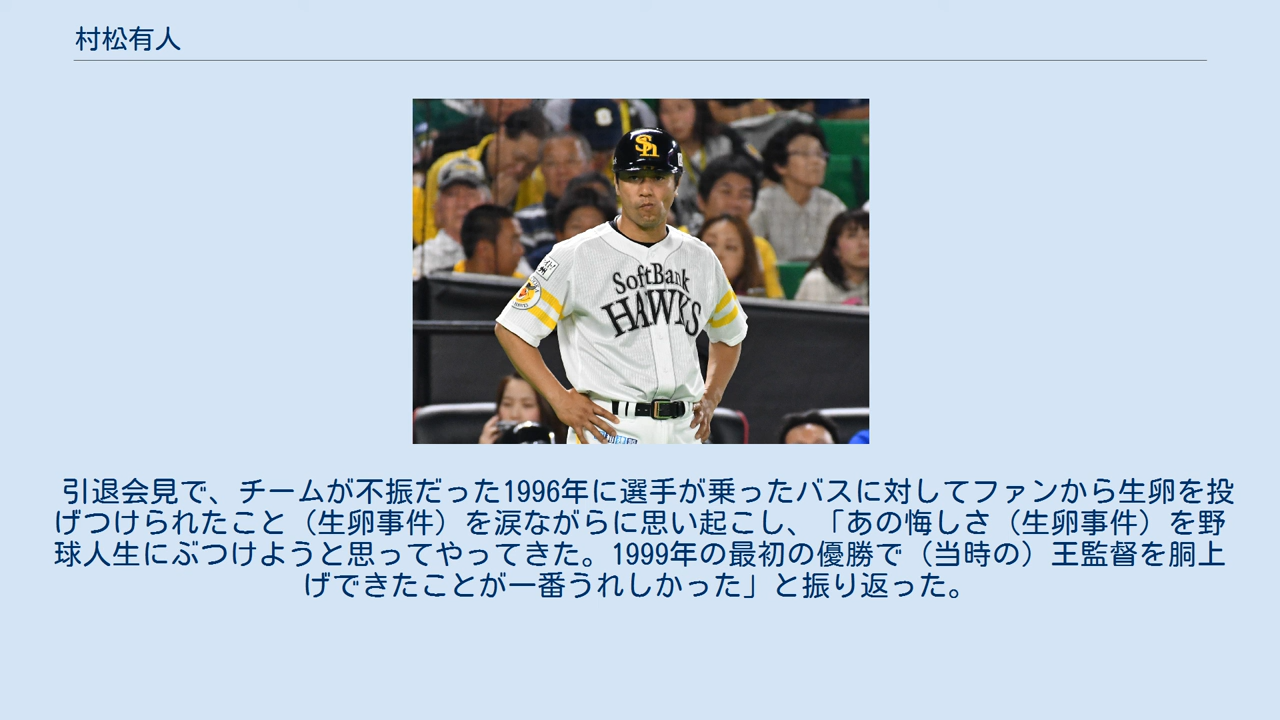 村松有人
Sh
SoftBank
HAWKS
引退会見で、チームが不振だった1996年に選手が乗ったバスに対してファンから生卵を投
げつけられたこと（生卵事件）を涙ながらに思い起こし、「あの悔しさ（生卵事件）を野
球人生にぶつけようと思ってやってきた。1999年の最初の優勝で（当時の）王監督を胴上
げできたことが一番うれしかった」と振り返った。